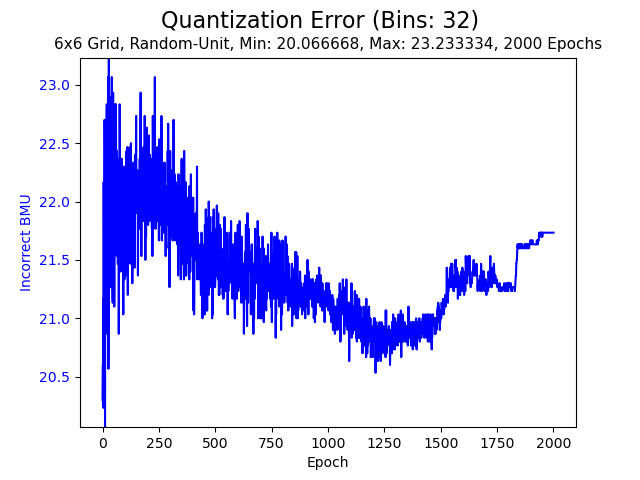 Quantization Error (Bins: 32)
6x6 Grid, Random-Unit, Min: 20.066668, Max: 23.233334, 2000 Epochs
23.0
22.5
22.0
21.5
21.0
20.5
Incorrect BMU
0 250 500 750 1000 1250 1500 1750 2000
Epoch